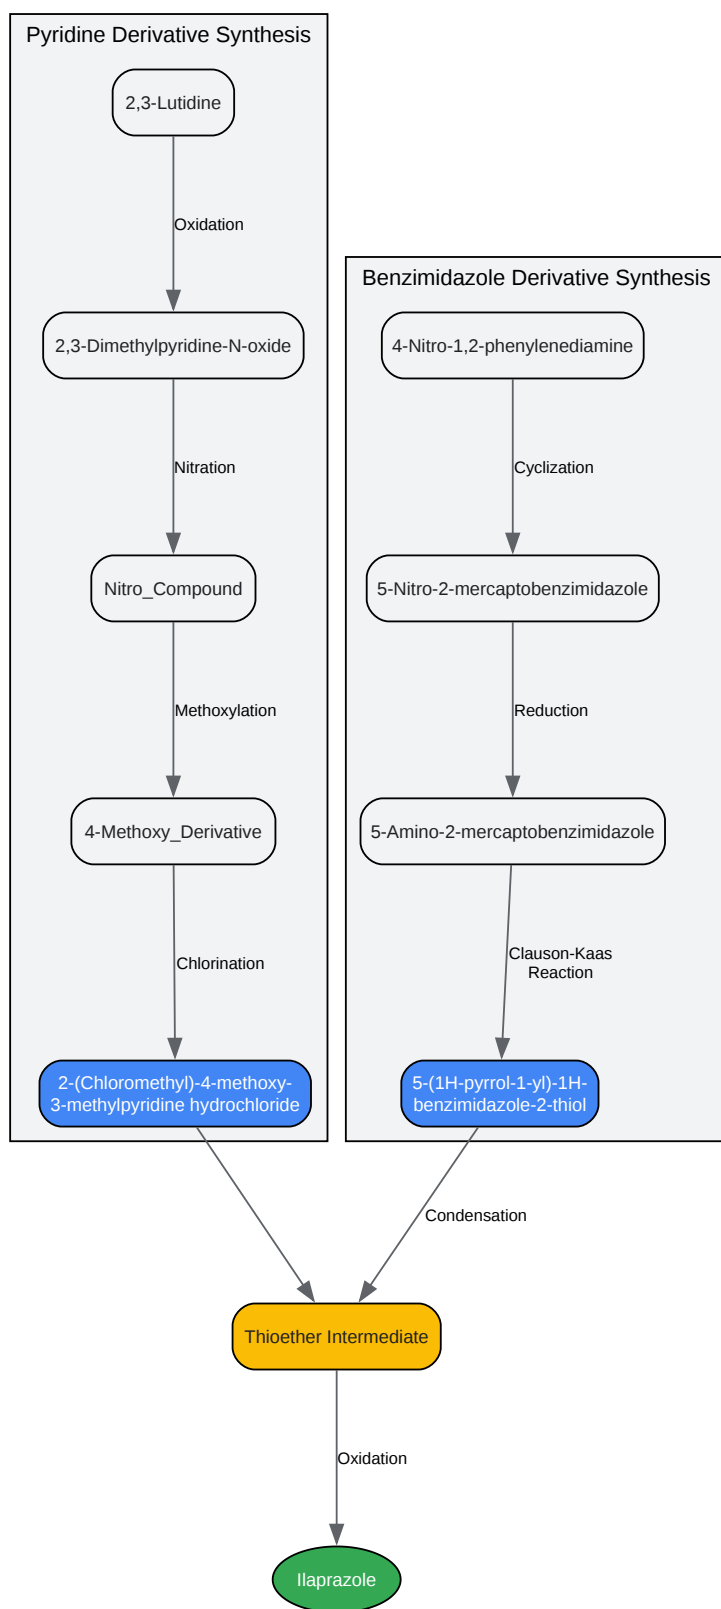 Pyridine Derivative Synthesis
2,3-Lutidine
Oxidation
2,3-Dimethylpyridine-N-oxide
Nitration
Nitro_Compound
Methoxylation
4-Methoxy_Derivative
Chlorination
2-(Chloromethyl)-4-methoxy-
3-methylpyridine hydrochloride
Benzimidazole Derivative Synthesis
4-Nitro-1,2-phenylenediamine
Cyclization
5-Nitro-2-mercaptobenzimidazole
Reduction
5-Amino-2-mercaptobenzimidazole
Clauson-Kaas
Reaction
5-(1H-pyrrol-1-yl)-1H-
benzimidazole-2-thiol
Condensation
Thioether Intermediate
Oxidation
Ilaprazole